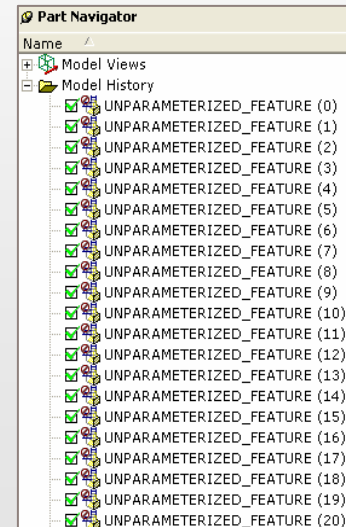 Part Navigator
Name
Model Views
Model History
UNPARAMETERIZED_FEATURE (0)
UNPARAMETERIZED_FEATURE (1)
UNPARAMETERIZED_FEATURE (2)
UNPARAMETERIZED_FEATURE (3)
UNPARAMETERIZED_FEATURE (4)
UNPARAMETERIZED_FEATURE (5)
UNPARAMETERIZED_FEATURE (6)
UNPARAMETERIZED_FEATURE (7)
UNPARAMETERIZED_FEATURE (8)
UNPARAMETERIZED_FEATURE (9)
UNPARAMETERIZED_FEATURE (10)
UNPARAMETERIZED_FEATURE (11)
UNPARAMETERIZED_FEATURE (12)
UNPARAMETERIZED_FEATURE (13)
UNPARAMETERIZED_FEATURE (14)
UNPARAMETERIZED_FEATURE (15)
UNPARAMETERIZED_FEATURE (16)
UNPARAMETERIZED_FEATURE (17)
UNPARAMETERIZED_FEATURE (18)
UNPARAMETERIZED_FEATURE (19)
UNPARAMETERIZED_FEATURE (20)